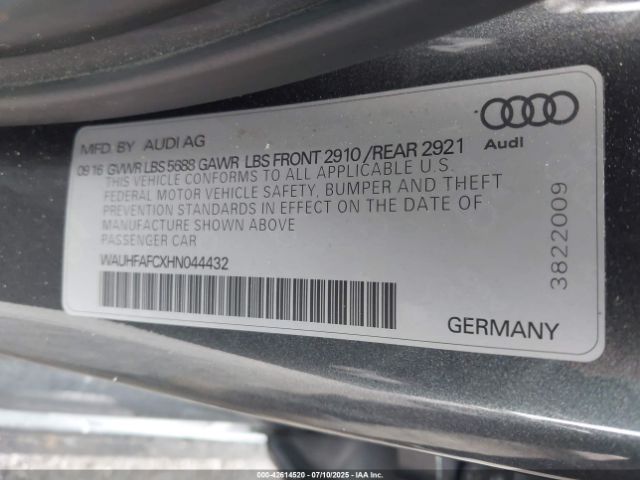 MFD. BY AUDI AG
09 16 GVWR LBS 5688 GAWR LBS FRONT 2910 / REAR 2921
THIS VEHICLE CONFORMS TO ALL APPLICABLE U.S.
FEDERAL MOTOR VEHICLE SAFETY, BUMPER AND THEFT
PREVENTION STANDARDS IN EFFECT ON THE DATE OF
MANUFACTURE SHOWN ABOVE
PASSENGER CAR
WAUHFAFCXHN044432
Audi
3822009
GERMANY
000-42614520 07/10/2025 IAAI.COM